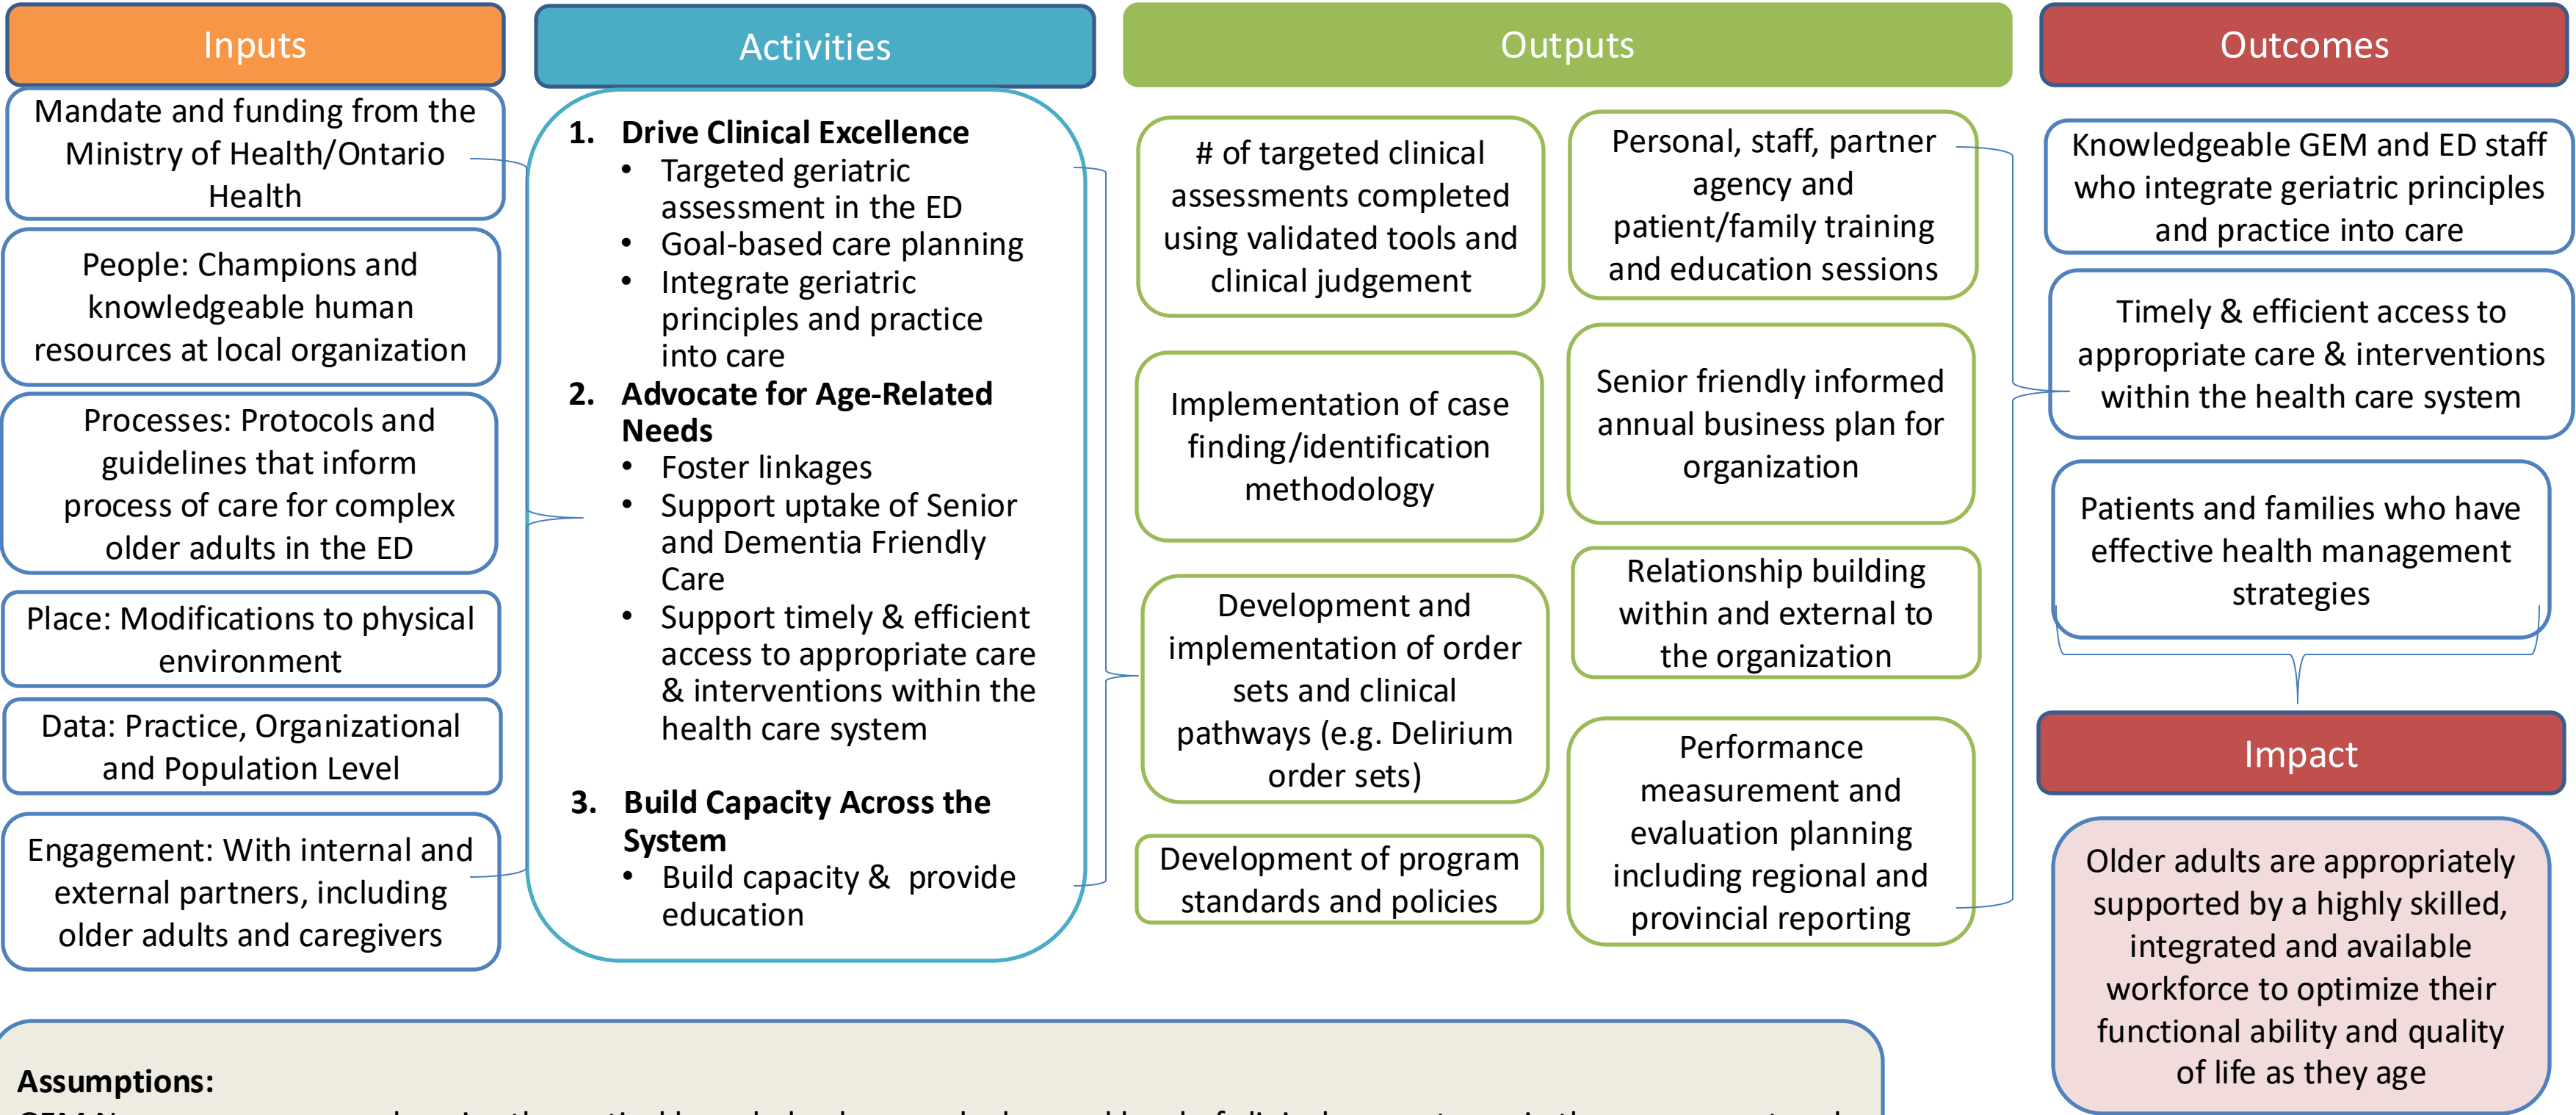 Inputs
Mandate and funding from the
Ministry of Health/Ontario
Health
People: Champions and
knowledgeable human
resources at local organization
Processes: Protocols and
guidelines that inform
process of care for complex
older adults in the ED
Place: Modifications to physical
environment
Data: Practice, Organizational
and Population Level
Engagement: With internal and
external partners, including
older adults and caregivers
Activities
1. Drive Clinical Excellence
• Targeted geriatric
assessment in the ED
• Goal-based care planning
• Integrate geriatric
principles and practice
into care
2. Advocate for Age-Related
Needs
• Foster linkages
• Support uptake of Senior
and Dementia Friendly
Care
• Support timely & efficient
access to appropriate care
& interventions within the
health care system
3. Build Capacity Across the
System
• Build capacity & provide
education
Outputs
# of targeted clinical
assessments completed
using validated tools and
clinical judgement
Implementation of case
finding/identification
methodology
Development and
implementation of order
sets and clinical
pathways (e.g. Delirium
order sets)
Development of program
standards and policies
Personal, staff, partner
agency and
patient/family training
and education sessions
Senior friendly informed
annual business plan for
organization
Relationship building
within and external to
the organization
Performance
measurement and
evaluation planning
including regional and
provincial reporting
Outcomes
Knowledgeable GEM and ED staff
who integrate geriatric principles
and practice into care
Timely & efficient access to
appropriate care & interventions
within the health care system
Patients and families who have
effective health management
strategies
Impact
Older adults are appropriately
supported by a highly skilled,
integrated and available
workforce to optimize their
functional ability and quality
of life as they age
Assumptions: